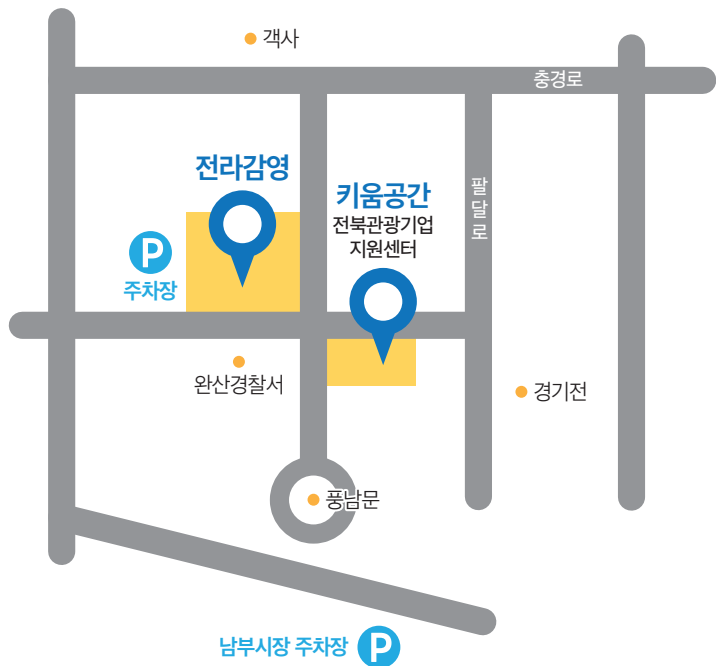 객사
충경로
전라감영
키움공간
전북관광기업
지원센터
팔달로
P
주차장
완산경찰서
경기전
풍남문
남부시장 주차장 P